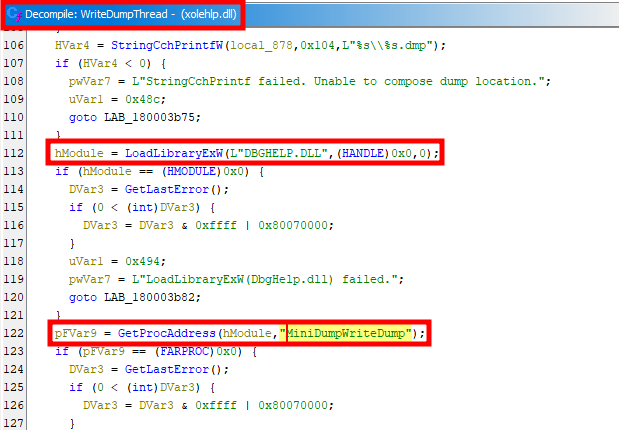 Decompile: WriteDumpThread - (xolehlp.dll)
106 HVar4 = StringCchPrintfW(local_878,0x104,L"%s\\%s.dmp");
107 if (HVar4 < 0) {
108 pwVar7 = L"StringCchPrintf failed. Unable to compose dump location.";
109 uVar1 = 0x48c;
110 goto LAB_180003b75;
111 }
112 hModule = LoadLibraryExW(L"DBGHELP.DLL",(HANDLE)0x0,0);
113 if (hModule == (HMODULE)0x0) {
114 DVar3 = GetLastError();
115 if (0 < (int)DVar3) {
116 DVar3 = DVar3 & 0xffff | 0x80070000;
117 }
118 uVar1 = 0x494;
119 pwVar7 = L"LoadLibraryExW(DbgHelp.dll) failed.";
120 goto LAB_180003b82;
121 }
122 pFVar9 = GetProcAddress(hModule,"MiniDumpWriteDump");
123 if (pFVar9 == (FARPROC)0x0) {
124 DVar3 = GetLastError();
125 if (0 < (int)DVar3) {
126 DVar3 = DVar3 & 0xffff | 0x80070000;
127 }